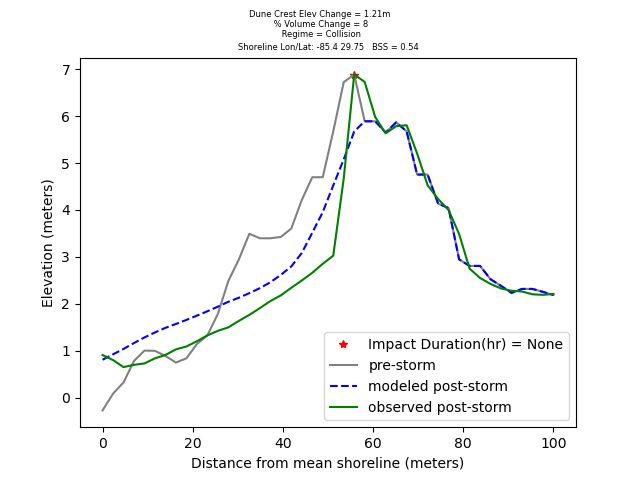 Dune Crest Elev Change = 1.21m
% Volume Change = 8
Regime = Collision
Shoreline Lon/Lat: -85.4 29.75   BSS = 0.54
7
6
5
4
3
2
1
0
Elevation (meters)
0
20
40
60
80
100
Distance from mean shoreline (meters)
Impact Duration(hr) = None
pre-storm
modeled post-storm
observed post-storm